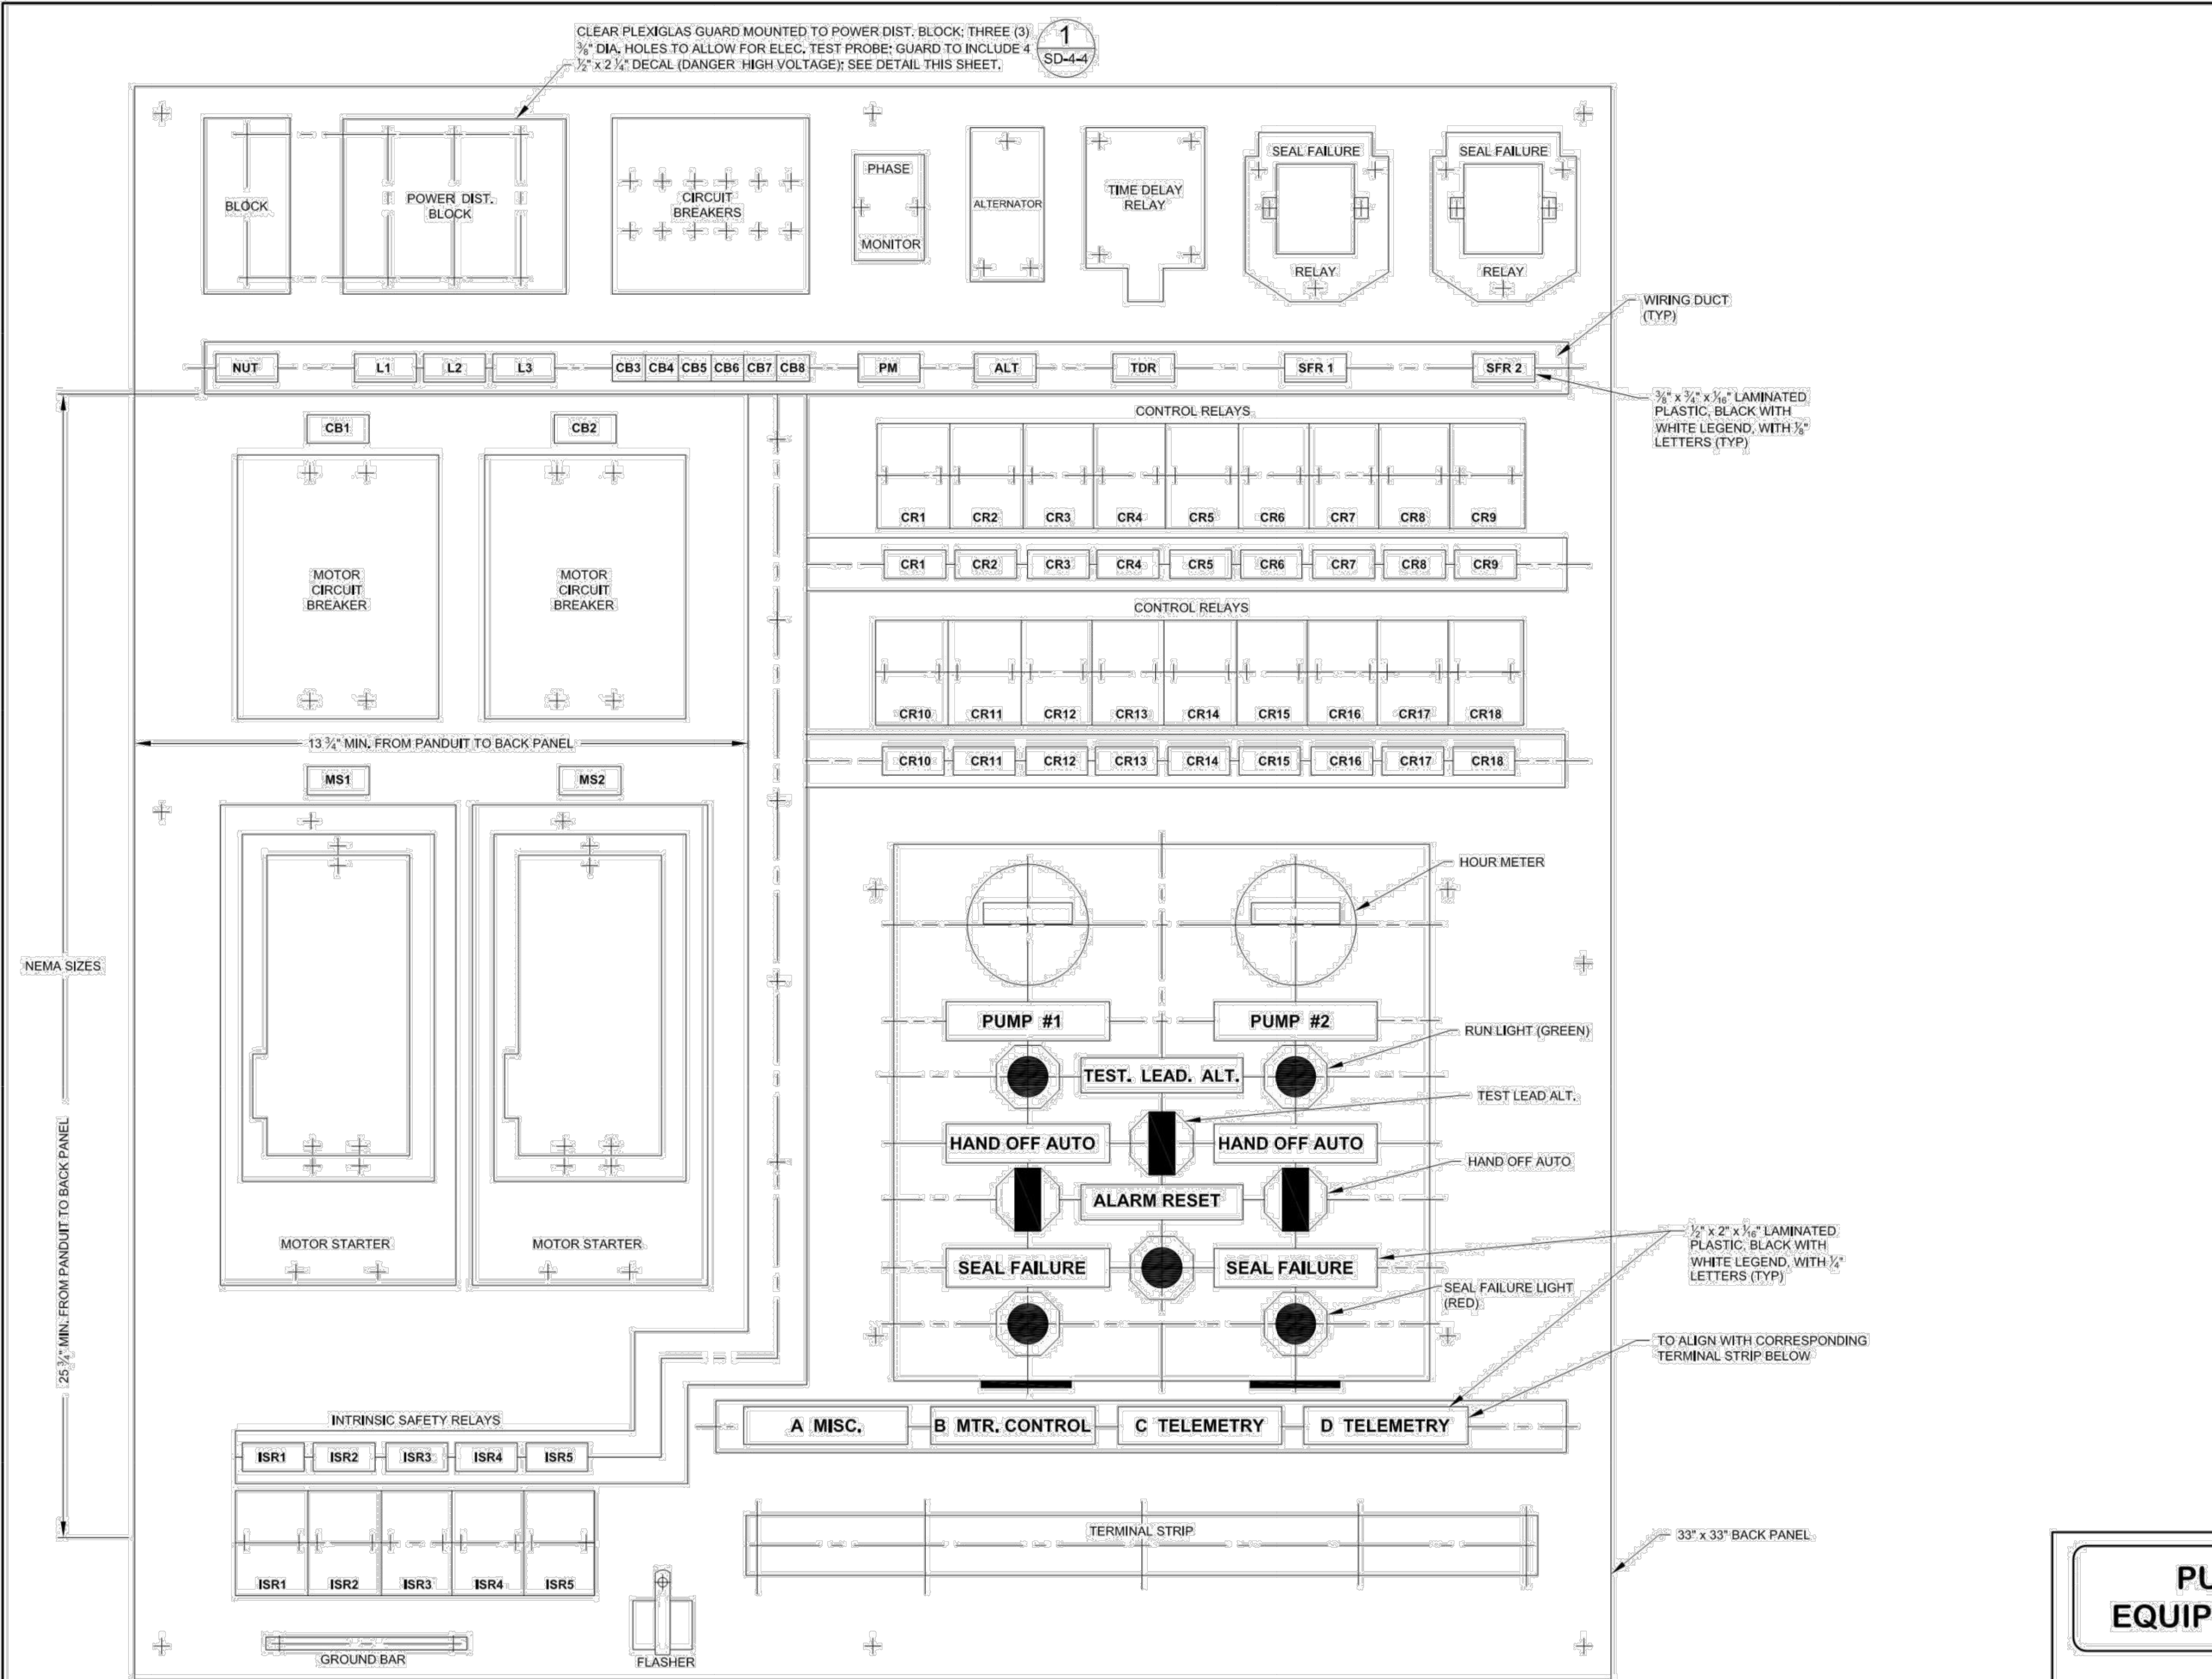 CLEAR PLEXIGLAS GUARD MOUNTED TO POWER DIST. BLOCK; THREE (3)
⅜" DIA. HOLES TO ALLOW FOR ELEC. TEST PROBE; GUARD TO INCLUDE 4
½" x 2 ¼" DECAL (DANGER HIGH VOLTAGE); SEE DETAIL THIS SHEET.
1
SD-4-4
BLOCK
POWER DIST.
BLOCK
CIRCUIT
BREAKERS
PHASE
MONITOR
ALTERNATOR
TIME DELAY
RELAY
SEAL FAILURE
RELAY
SEAL FAILURE
RELAY
WIRING DUCT
(TYP)
NUT L1 L2 L3 CB3 CB4 CB5 CB6 CB7 CB8 PM ALT TDR SFR 1 SFR 2
⅜" x ¾" x ⅟₁₆" LAMINATED
PLASTIC, BLACK WITH
WHITE LEGEND, WITH ⅛"
LETTERS (TYP)
CB1 CB2
MOTOR
CIRCUIT
BREAKER
MOTOR
CIRCUIT
BREAKER
CONTROL RELAYS
CR1 CR2 CR3 CR4 CR5 CR6 CR7 CR8 CR9
CR1 CR2 CR3 CR4 CR5 CR6 CR7 CR8 CR9
CONTROL RELAYS
CR10 CR11 CR12 CR13 CR14 CR15 CR16 CR17 CR18
CR10 CR11 CR12 CR13 CR14 CR15 CR16 CR17 CR18
13 ¾" MIN. FROM PANDUIT TO BACK PANEL
MS1 MS2
MOTOR STARTER MOTOR STARTER
NEMA SIZES
25 ¾" MIN. FROM PANDUIT TO BACK PANEL
HOUR METER
PUMP #1 PUMP #2
RUN LIGHT (GREEN)
TEST. LEAD. ALT.
TEST LEAD ALT.
HAND OFF AUTO HAND OFF AUTO
HAND OFF AUTO
ALARM RESET
SEAL FAILURE SEAL FAILURE
½" x 2" x ⅟₁₆" LAMINATED
PLASTIC, BLACK WITH
WHITE LEGEND, WITH ¼"
LETTERS (TYP)
SEAL FAILURE LIGHT
(RED)
TO ALIGN WITH CORRESPONDING
TERMINAL STRIP BELOW
A MISC. B MTR. CONTROL C TELEMETRY D TELEMETRY
INTRINSIC SAFETY RELAYS
ISR1 ISR2 ISR3 ISR4 ISR5
ISR1 ISR2 ISR3 ISR4 ISR5
TERMINAL STRIP
33" x 33" BACK PANEL
GROUND BAR
FLASHER
PU
EQUIP